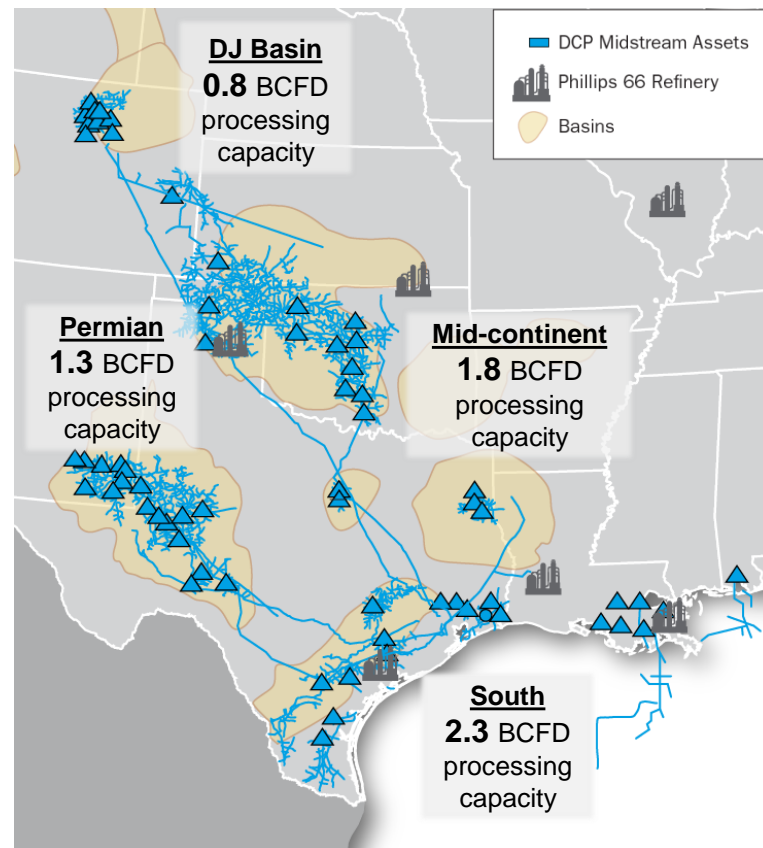 DCP Midstream Assets
Phillips 66 Refinery
Basins
DJ Basin
0.8 BCFD
processing
capacity
Permian
1.3 BCFD
processing
capacity
Mid-continent
1.8 BCFD
processing
capacity
South
2.3 BCFD
processing
capacity